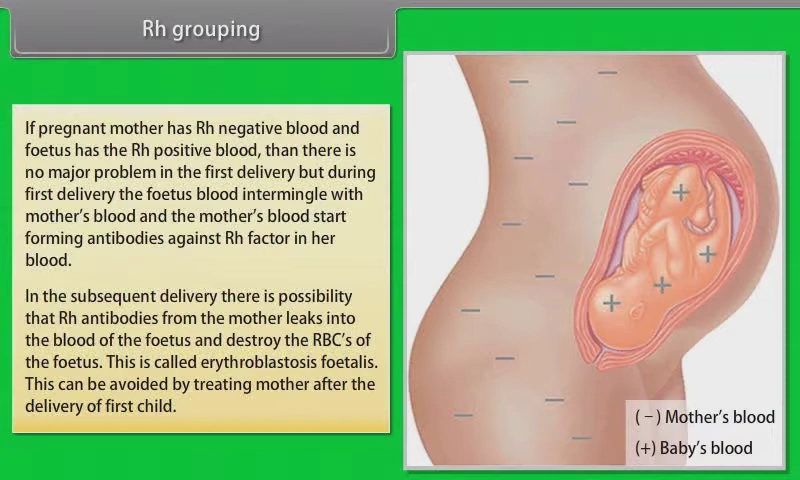 Rh grouping
If pregnant mother has Rh negative blood and
foetus has the Rh positive blood, than there is
no major problem in the first delivery but during
first delivery the foetus blood intermingle with
mother's blood and the mother's blood start
forming antibodies against Rh factor in her
blood.
In the subsequent delivery there is possibility
that Rh antibodies from the mother leaks into
the blood of the foetus and destroy the RBC's of
the foetus. This is called erythroblastosis foetalis.
This can be avoided by treating mother after the
delivery of first child.
(−) Mother's blood
(+) Baby's blood